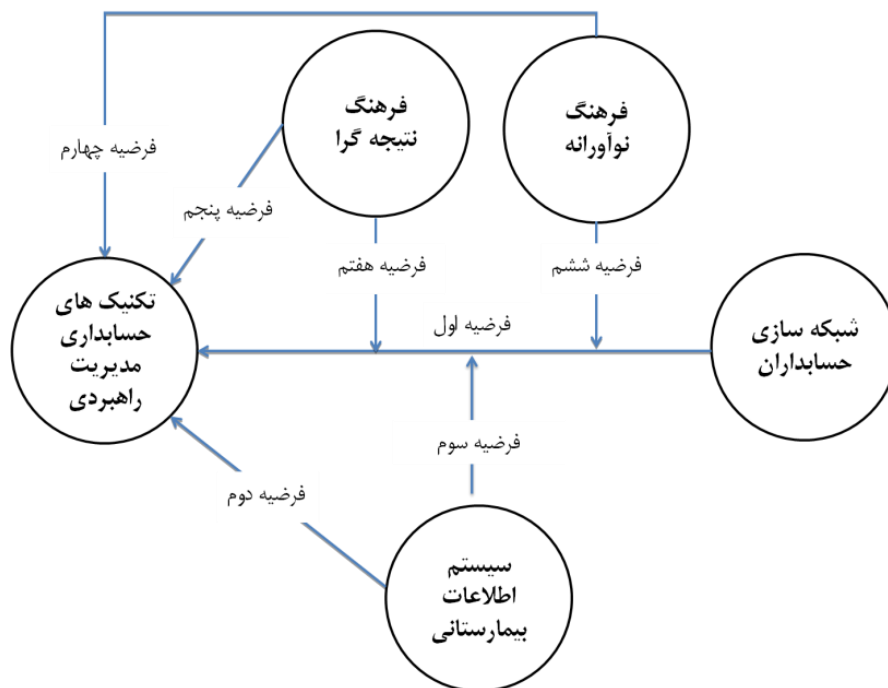 فرهنگ
نوآورانه
فرهنگ
نتیجه گرا
فرضیه چهارم
فرضیه پنجم
فرضیه ششم
فرضیه هفتم
فرضیه اول
شبکه سازی
حسابداران
تکنیک های
حسابداری
مدیریت
راهبردی
فرضیه سوم
فرضیه دوم
سیستم
اطلاعات
بیمارستانی